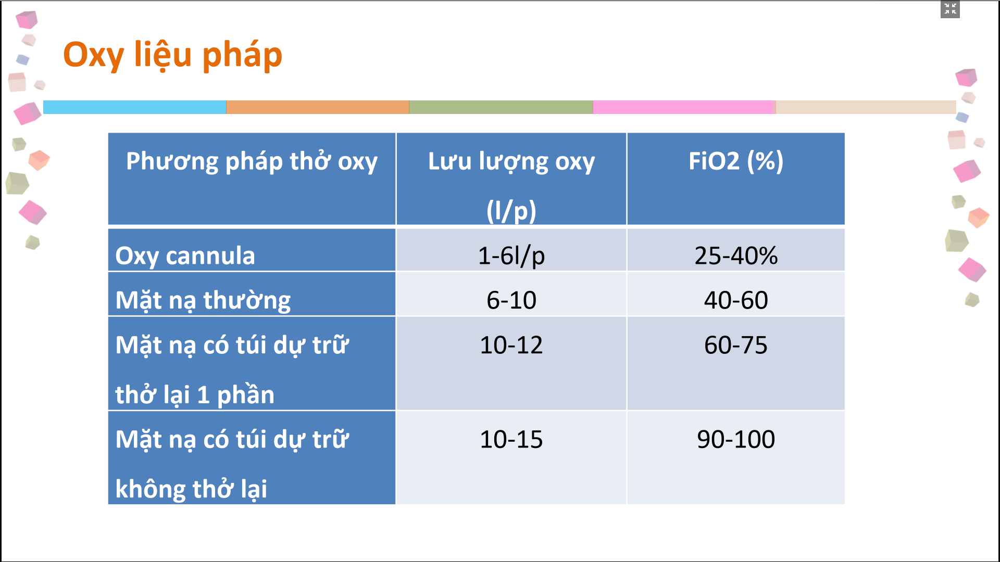 Oxy liệu pháp
Phương pháp thở oxy
Lưu lượng oxy
(l/p)
FiO2 (%)
Oxy cannula
1-6l/p
25-40%
Mặt nạ thường
6-10
40-60
Mặt nạ có túi dự trữ
thở lại 1 phần
10-12
60-75
Mặt nạ có túi dự trữ
không thở lại
10-15
90-100